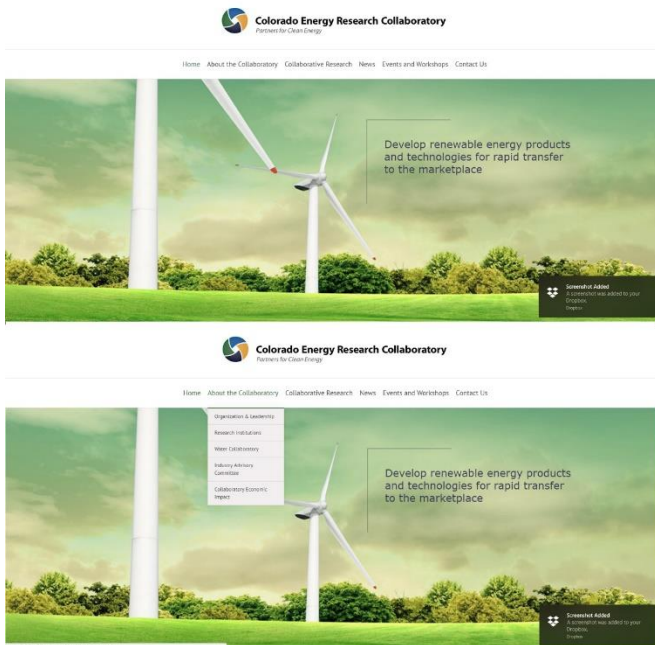 Colorado Energy Research Collaboratory
Partners for Clean Energy
Home About the Collaboratory Collaborative Research News Events and Workshops Contact Us
Develop renewable energy products
and technologies for rapid transfer
to the marketplace
Screenshot Added
A screenshot was added to your
Dropbox.
Dropbox
Colorado Energy Research Collaboratory
Partners for Clean Energy
Home About the Collaboratory Collaborative Research News Events and Workshops Contact Us
Organization & Leadership
Research Institutions
Water Collaboratory
Industry Advisory
Committee
Collaboratory Economic
Impact
Develop renewable energy products
and technologies for rapid transfer
to the marketplace
Screenshot Added
A screenshot was added to your
Dropbox.
Dropbox